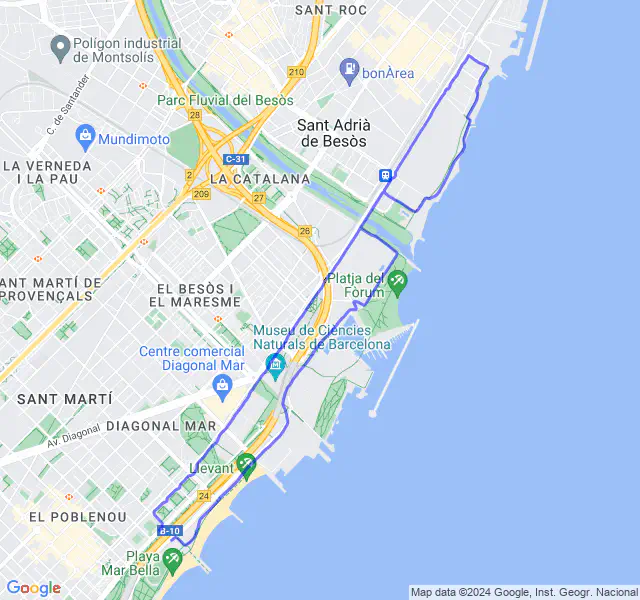 SANT ROC
Polígon industrial
de Montsolís
210
bonÀrea
C. de Santander
Parc Fluvial del Besòs
28
Sant Adrià
de Besòs
Mundimoto
C-31
LA VERNEDA
I LA PAU
2
LA CATALANA
209
27
26
ANT MARTÍ DE
PROVENÇALS
EL BESÒS I
EL MARESME
Platja del
Fòrum
Museu de Ciències
Naturals de Barcelona
Centre comercial
Diagonal Mar
SANT MARTÍ
DIAGONAL MAR
Av. Diagonal
Llevant
24
EL POBLENOU
B-10
Playa
Mar Bella
Google
Map data ©2024 Google, Inst. Geogr. Nacional